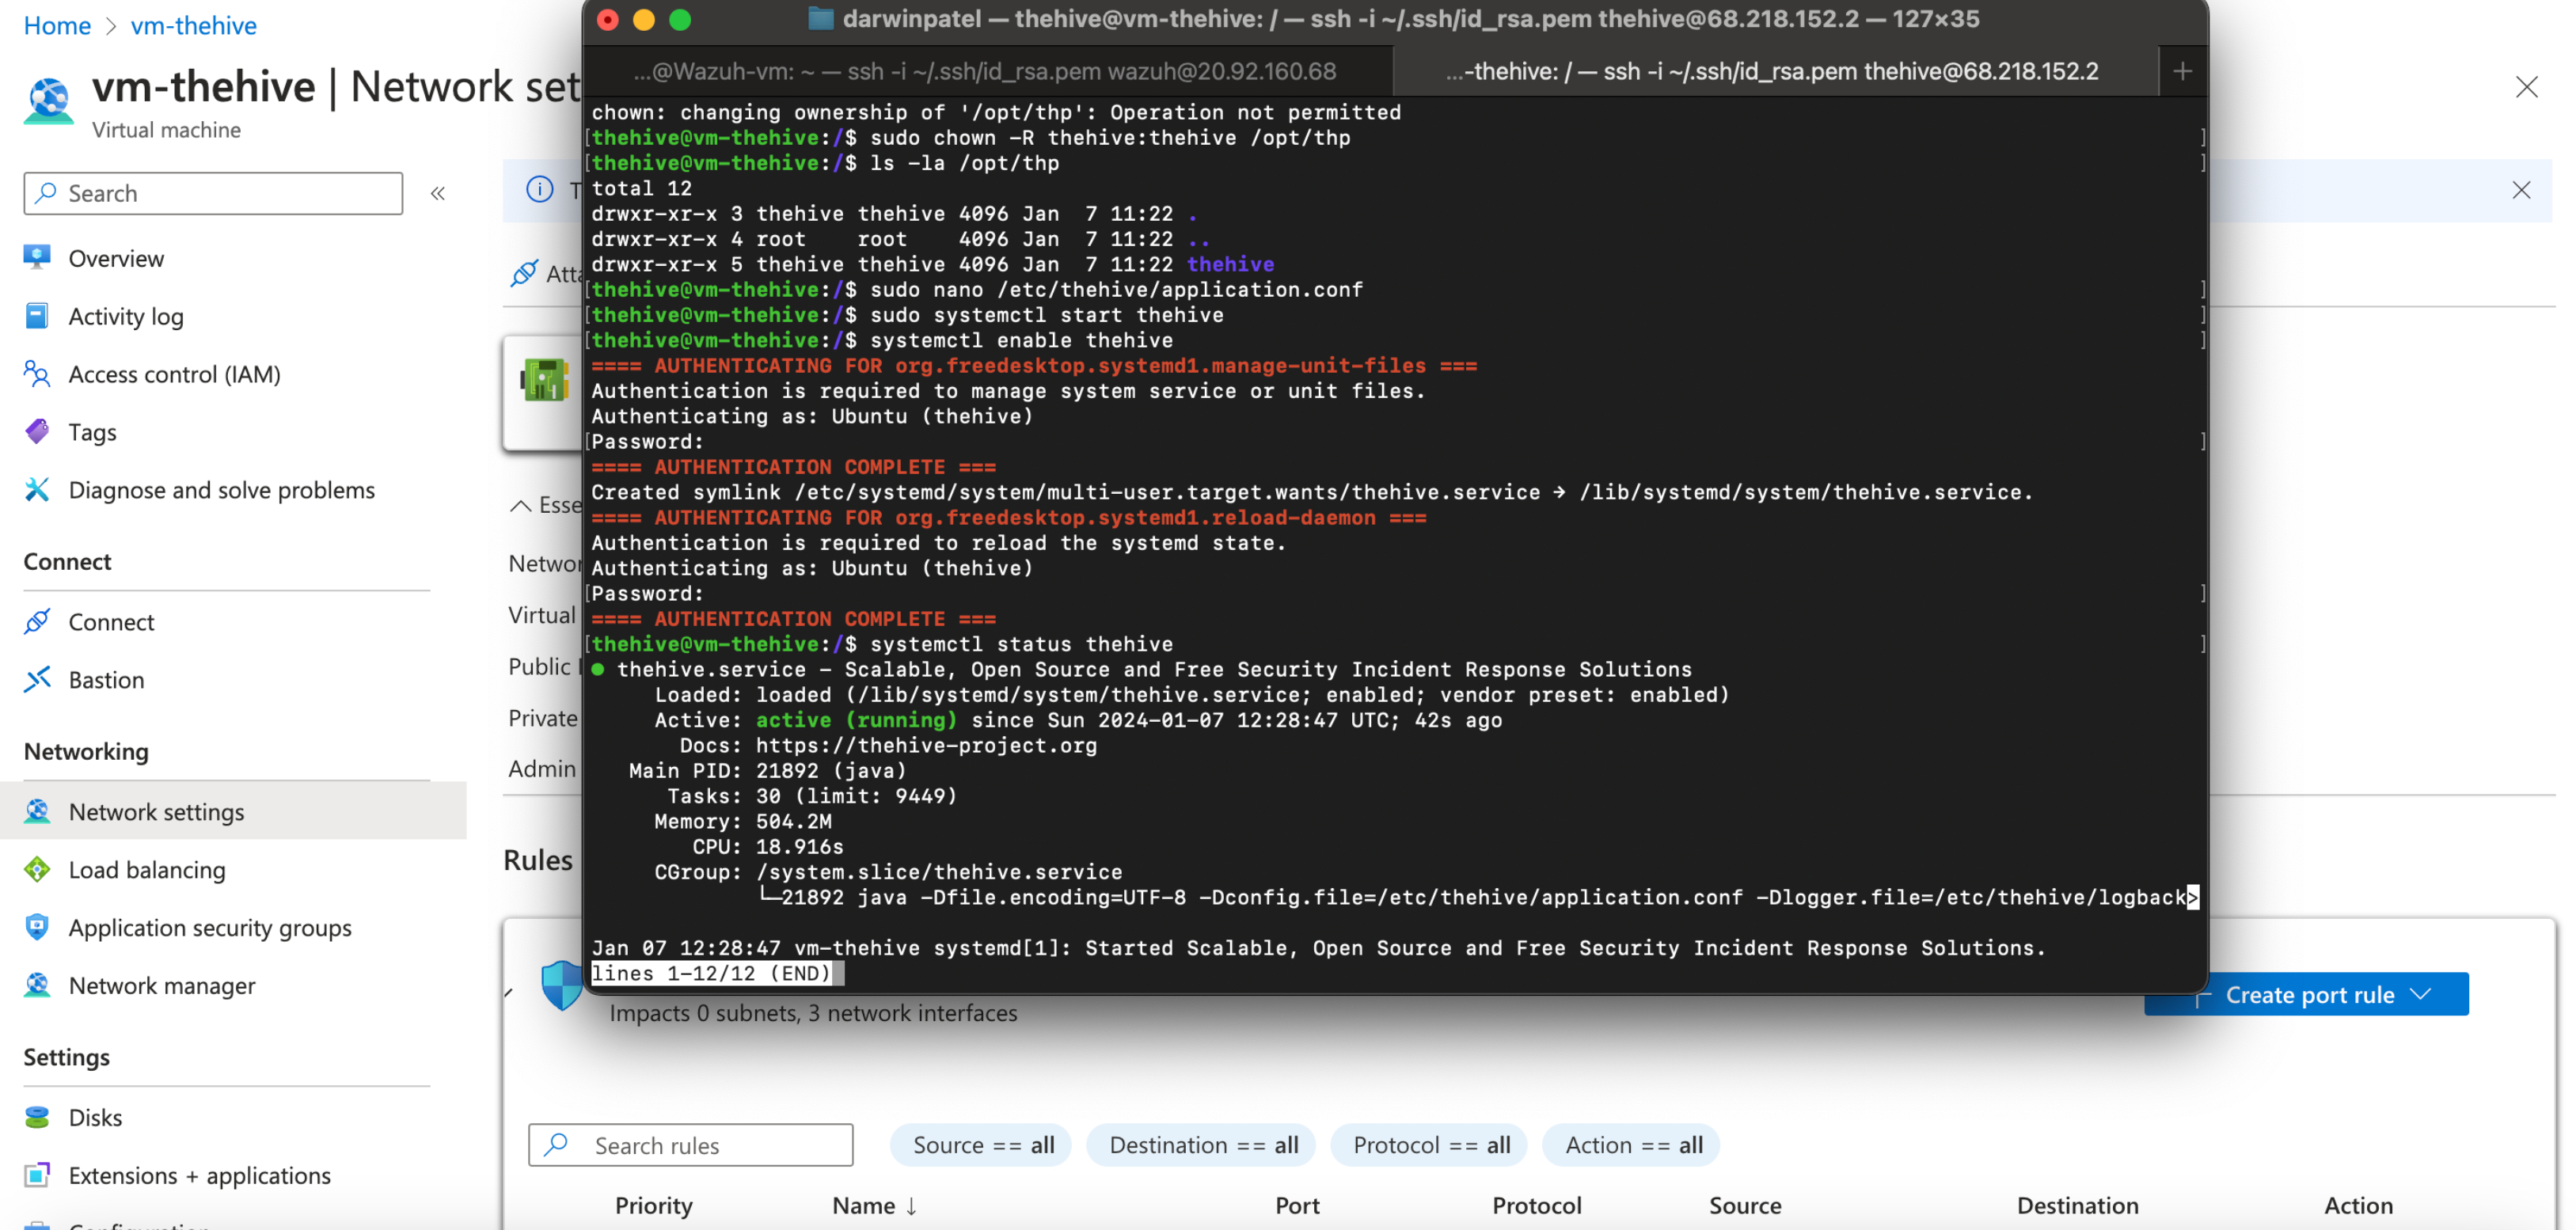 Home > vm-thehive
vm-thehive | Network set
Virtual machine
Search
«
Overview
Activity log
Access control (IAM)
Tags
Diagnose and solve problems
Connect
Connect
Bastion
Networking
Network settings
Load balancing
Application security groups
Network manager
Settings
Disks
Extensions + applications
darwinpatel — thehive@vm-thehive: / — ssh -i ~/.ssh/id_rsa.pem thehive@68.218.152.2 — 127×35
...@Wazuh-vm: ~ — ssh -i ~/.ssh/id_rsa.pem wazuh@20.92.160.68
...-thehive: / — ssh -i ~/.ssh/id_rsa.pem thehive@68.218.152.2
chown: changing ownership of '/opt/thp': Operation not permitted
[thehive@vm-thehive:/$ sudo chown -R thehive:thehive /opt/thp ]
[thehive@vm-thehive:/$ ls -la /opt/thp ]
total 12
drwxr-xr-x 3 thehive thehive 4096 Jan  7 11:22 .
drwxr-xr-x 4 root    root    4096 Jan  7 11:22 ..
drwxr-xr-x 5 thehive thehive 4096 Jan  7 11:22 thehive
[thehive@vm-thehive:/$ sudo nano /etc/thehive/application.conf ]
[thehive@vm-thehive:/$ sudo systemctl start thehive ]
[thehive@vm-thehive:/$ systemctl enable thehive ]
==== AUTHENTICATING FOR org.freedesktop.systemd1.manage-unit-files ===
Authentication is required to manage system service or unit files.
Authenticating as: Ubuntu (thehive)
[Password: ]
==== AUTHENTICATION COMPLETE ===
Created symlink /etc/systemd/system/multi-user.target.wants/thehive.service → /lib/systemd/system/thehive.service.
==== AUTHENTICATING FOR org.freedesktop.systemd1.reload-daemon ===
Authentication is required to reload the systemd state.
Authenticating as: Ubuntu (thehive)
[Password: ]
==== AUTHENTICATION COMPLETE ===
[thehive@vm-thehive:/$ systemctl status thehive ]
● thehive.service - Scalable, Open Source and Free Security Incident Response Solutions
Loaded: loaded (/lib/systemd/system/thehive.service; enabled; vendor preset: enabled)
Active: active (running) since Sun 2024-01-07 12:28:47 UTC; 42s ago
Docs: https://thehive-project.org
Main PID: 21892 (java)
Tasks: 30 (limit: 9449)
Memory: 504.2M
CPU: 18.916s
CGroup: /system.slice/thehive.service
└─21892 java -Dfile.encoding=UTF-8 -Dconfig.file=/etc/thehive/application.conf -Dlogger.file=/etc/thehive/logback>
Jan 07 12:28:47 vm-thehive systemd[1]: Started Scalable, Open Source and Free Security Incident Response Solutions.
lines 1-12/12 (END)
T
Atta
Esse
Networ
Virtual
Public I
Private
Admin
Rules
Impacts 0 subnets, 3 network interfaces
Create port rule
Search rules
Source == all
Destination == all
Protocol == all
Action == all
Priority
Name ↓
Port
Protocol
Source
Destination
Action